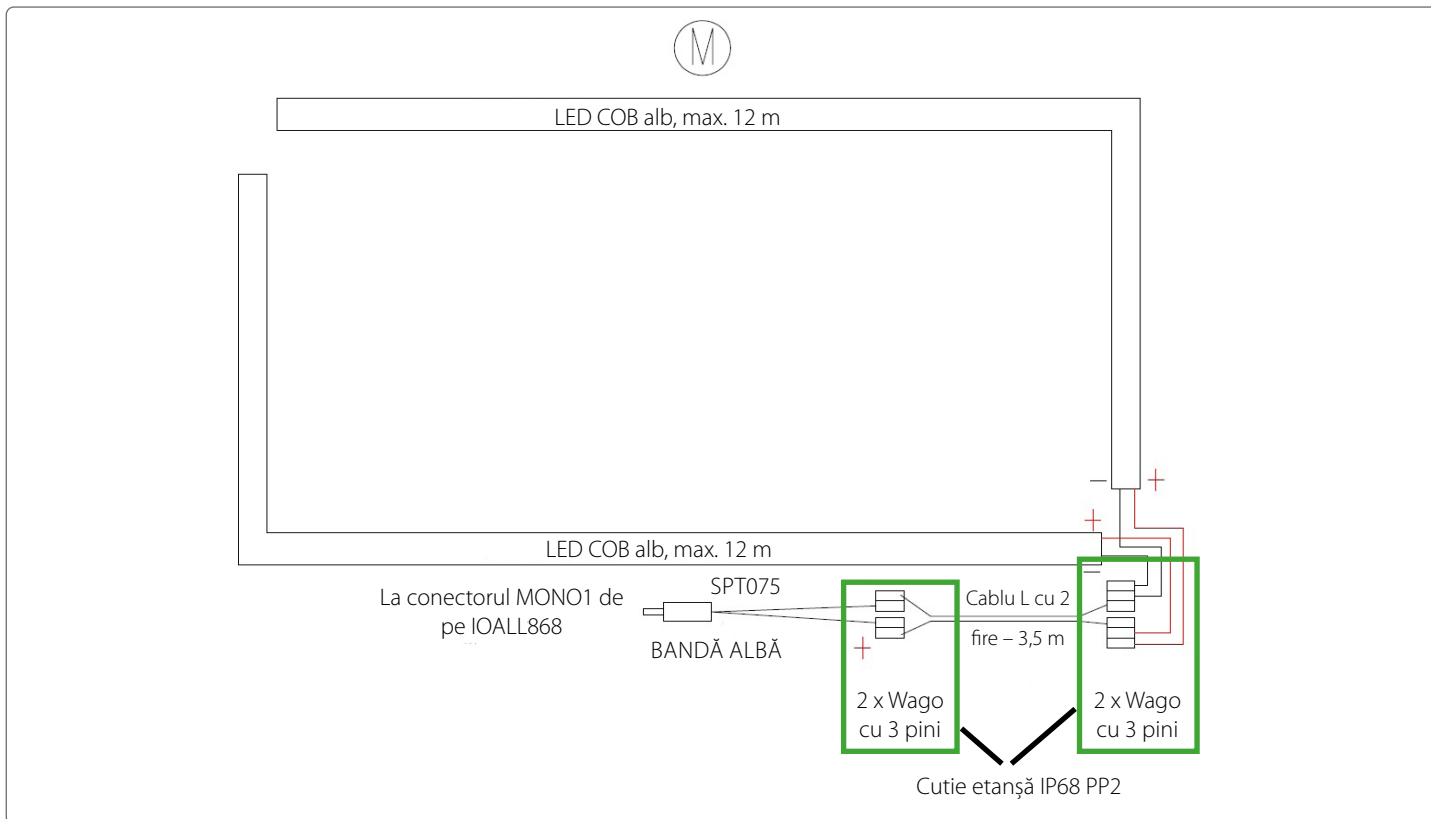 M
LED COB alb, max. 12 m
− +
+
LED COB alb, max. 12 m
−
La conectorul MONO1 de
pe IOALL868
SPT075
BANDĂ ALBĂ
+
Cablu L cu 2
fire – 3,5 m
2 x Wago
cu 3 pini
2 x Wago
cu 3 pini
Cutie etanșă IP68 PP2